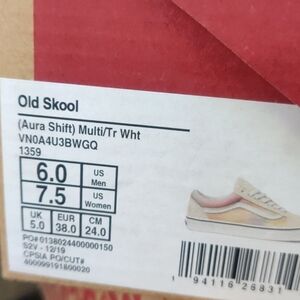 Old Skool
(Aura Shift) Multi/Tr Wht
VN0A4U3BWGQ
1359
6.0 US Men
7.5 US Women
UK EUR CM
5.0 38.0 24.0
PO# 0138024400000150
S2V - 12/19
CPSIA PO/CUT#
400099191800020
1 94116 26831